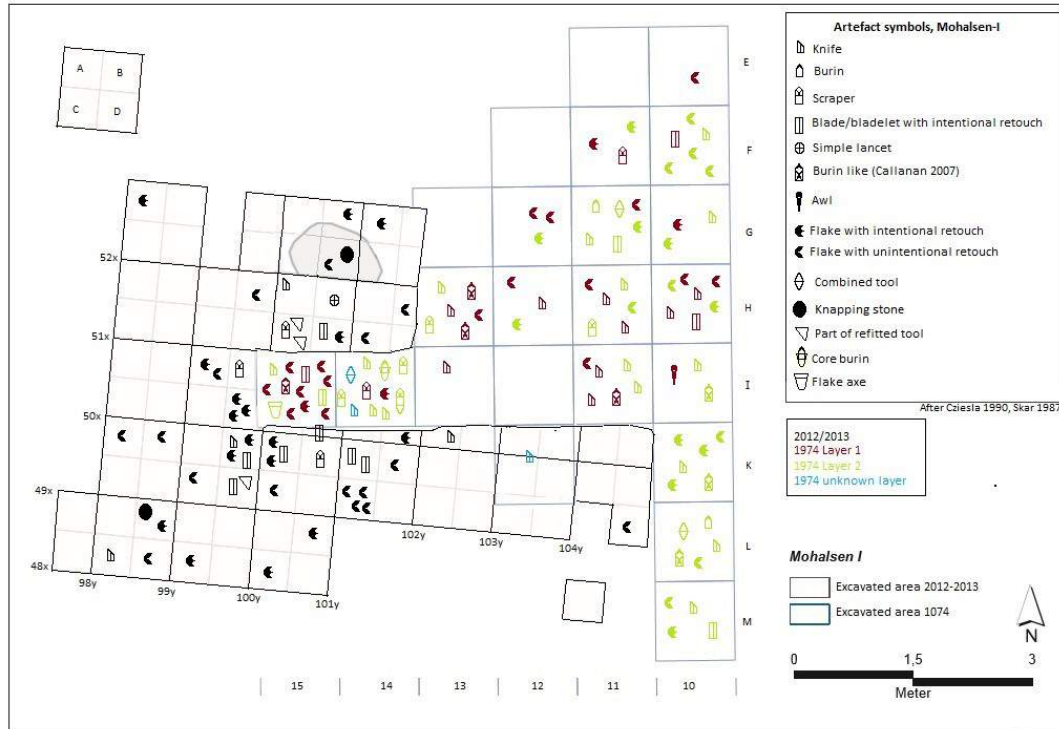 A B
C D
E
F
G
H
I
K
L
M
52x
51x
50x
49x
48x
98y
99y
100y
101y
102y
103y
104y
15 14 13 12 11 10
Artefact symbols, Mohalsen-I
Knife
Burin
Scraper
Blade/bladelet with intentional retouch
Simple lancet
Burin like (Callanan 2007)
Awl
Flake with intentional retouch
Flake with unintentional retouch
Combined tool
Knapping stone
Part of refitted tool
Core burin
Flake axe
After Cziesla 1990, Skar 1987
2012/2013
1974 Layer 1
1974 Layer 2
1974 unknown layer
Mohalsen I
Excavated area 2012-2013
Excavated area 1074
N
0 1,5 3
Meter